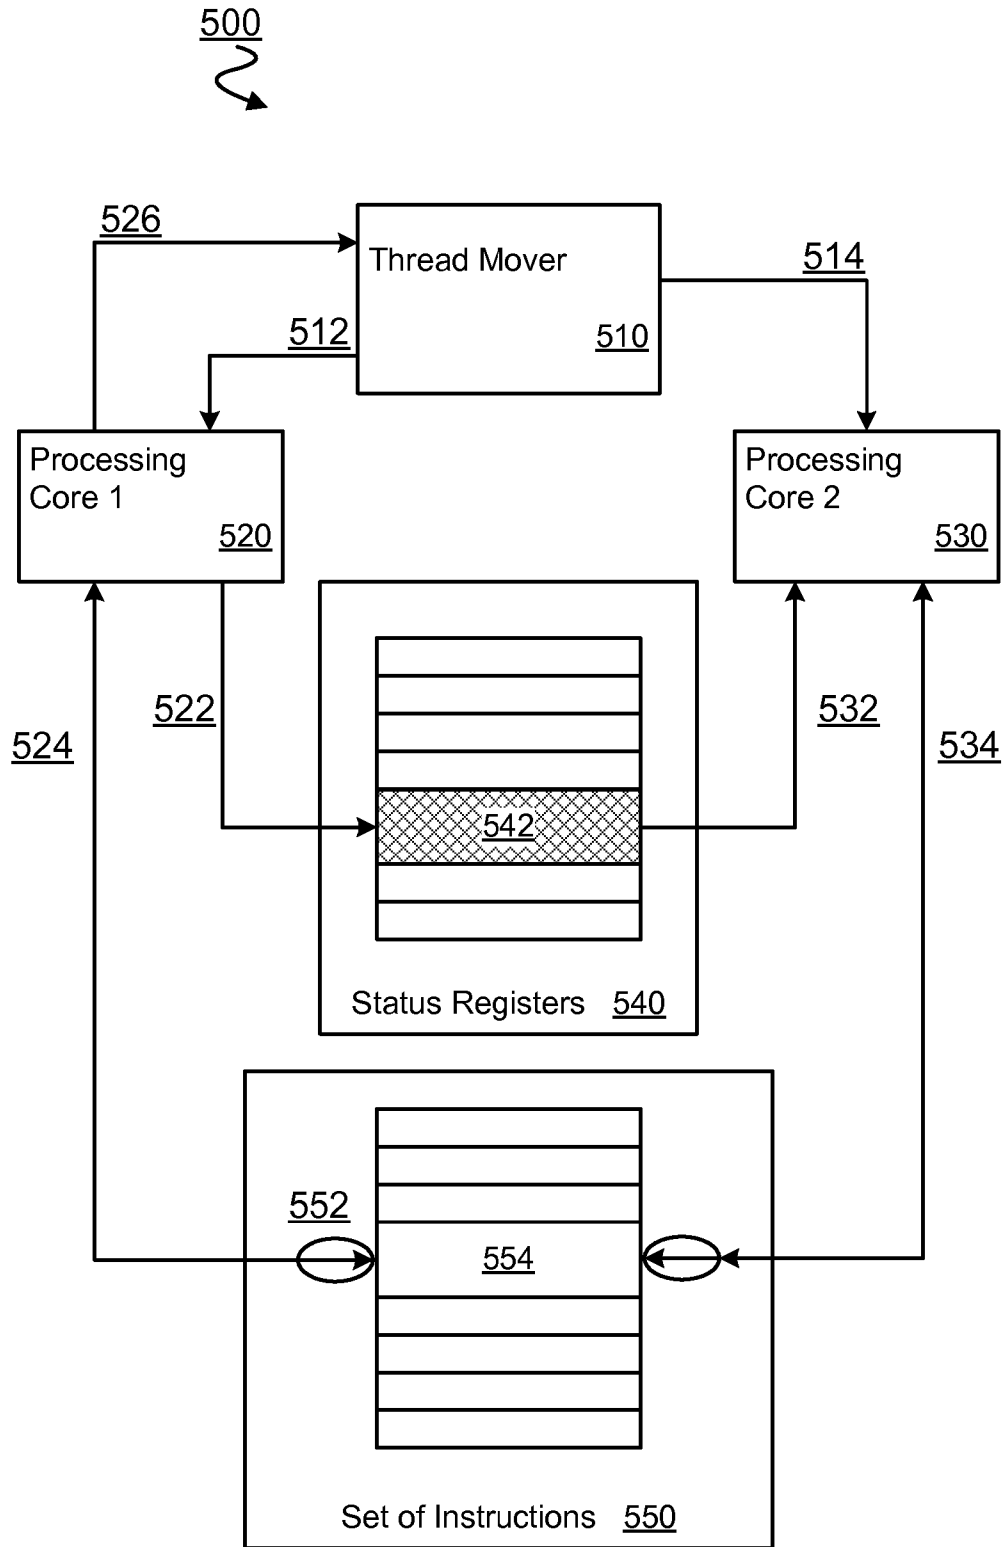 500
526
Thread Mover
514
512
510
Processing
Core 1
520
Processing
Core 2
530
522
532
524
534
542
Status Registers 540
552
554
Set of Instructions 550